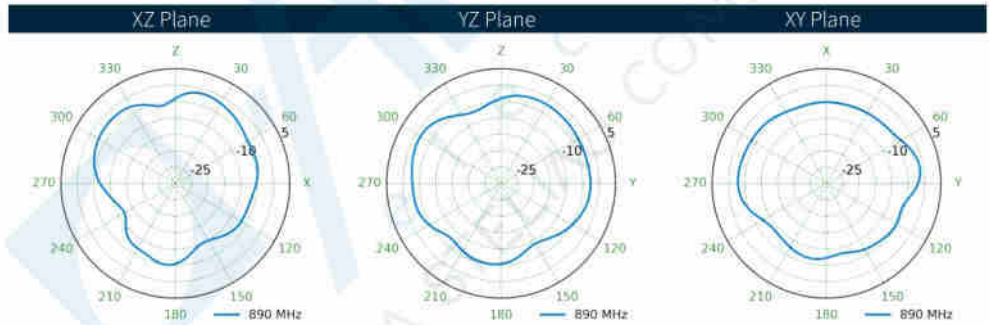 XZ Plane YZ Plane XY Plane
Z Z X
330 30 330 30 330 30
300 60 300 60 300 60
5 5 5
-10 -10 -10
-25 -25 -25
270 X 270 Y 270 Y
240 120 240 120 240 120
210 150 210 150 210 150
180 180 180
890 MHz 890 MHz 890 MHz